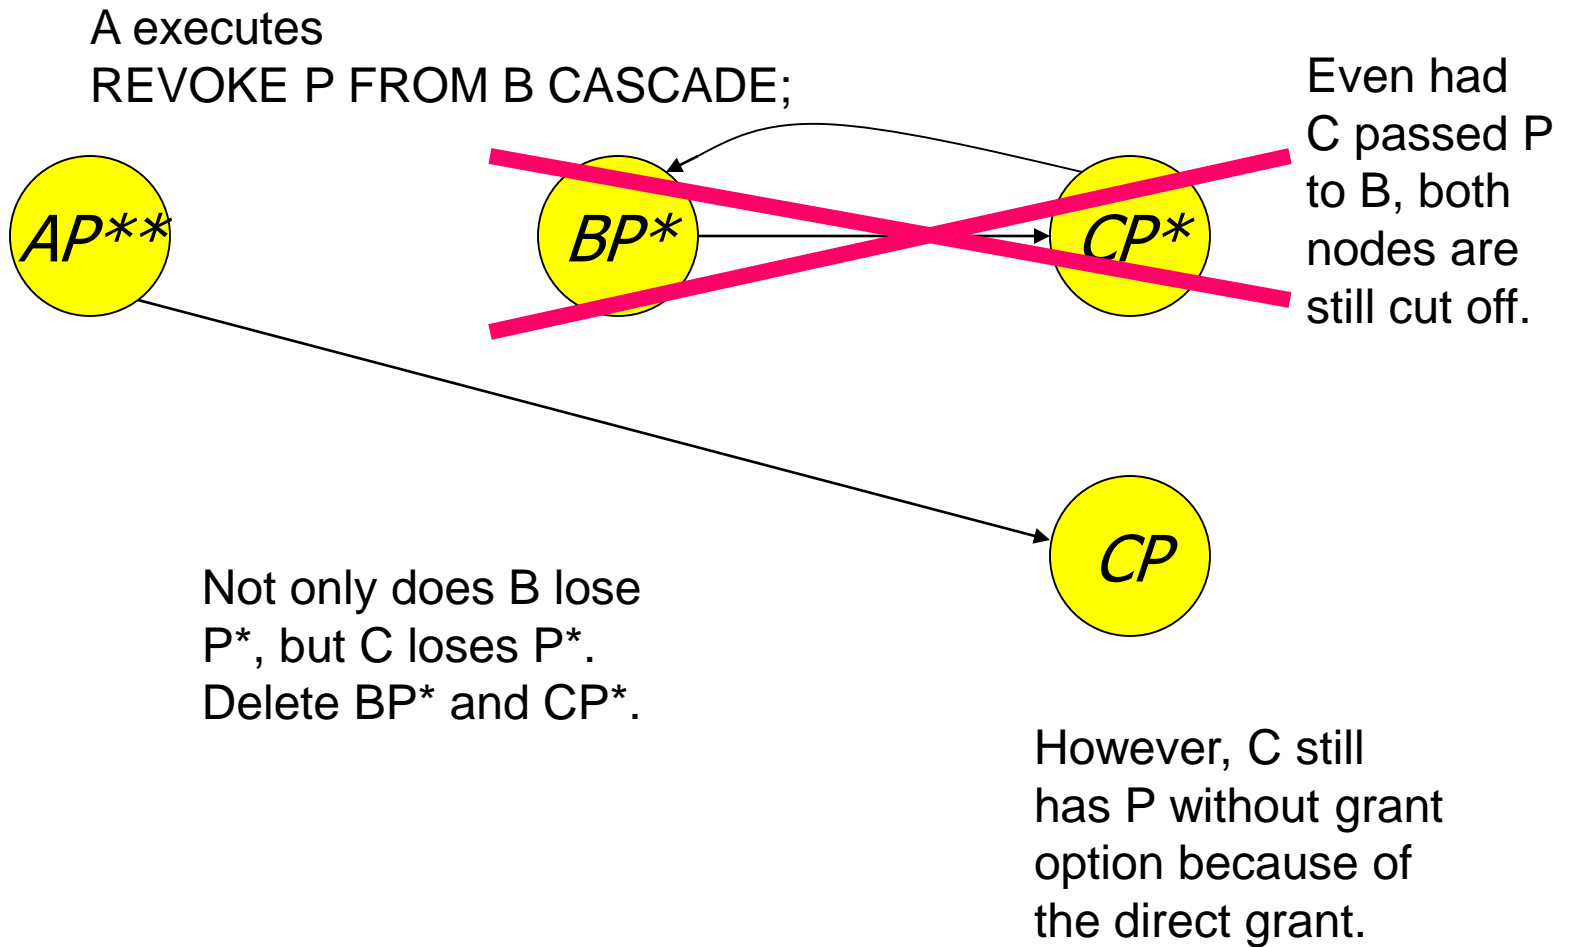 A executes
REVOKE P FROM B CASCADE;
Even had
C passed P
to B, both
nodes are
still cut off.
AP**
BP*
CP*
CP
Not only does B lose
P*, but C loses P*.
Delete BP* and CP*.
However, C still
has P without grant
option because of
the direct grant.